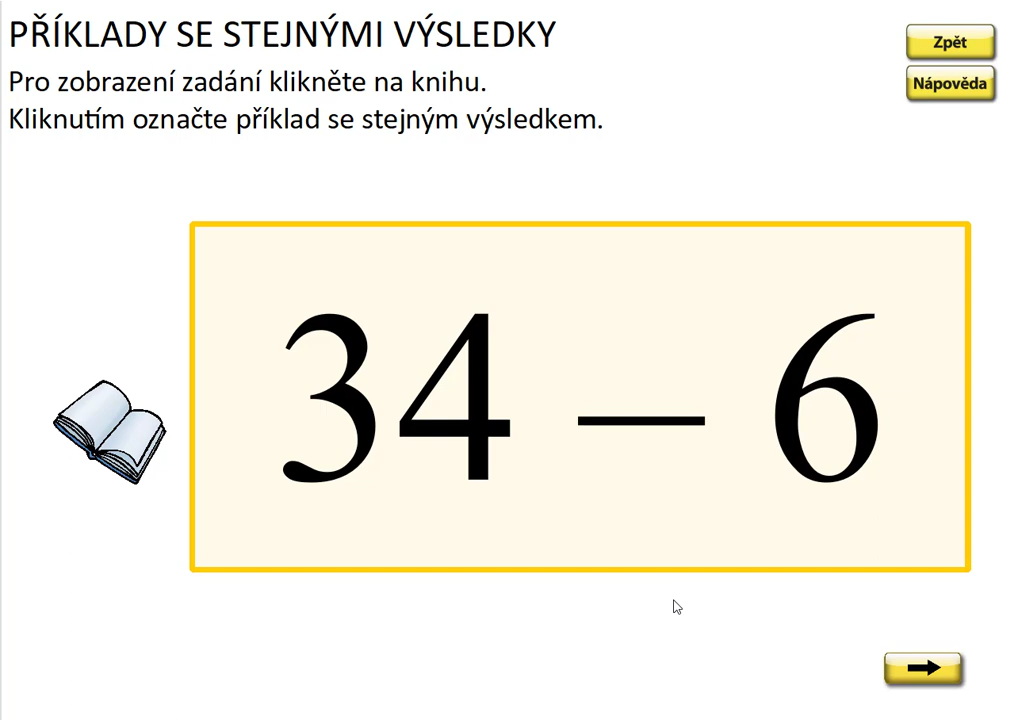 PŘÍKLADY SE STEJNÝMI VÝSLEDKY
Zpět
Pro zobrazení zadání klikněte na knihu.
Nápověda
Kliknutím označte příklad se stejným výsledkem.
34 – 6